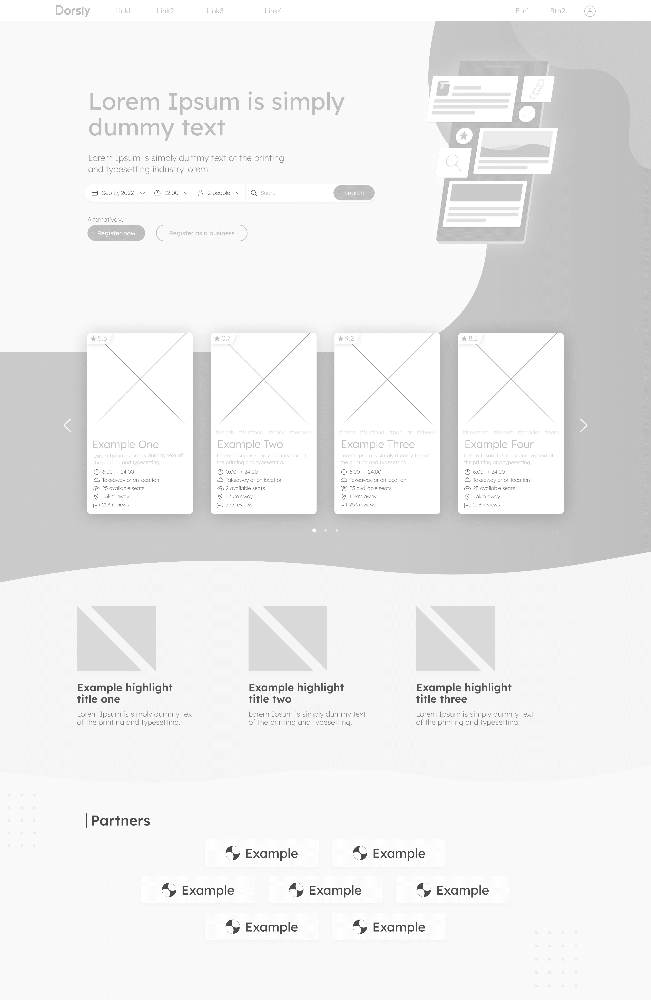 Dorsly Link1 Link2 Link3 Link4 Btn1 Btn2
Lorem Ipsum is simply
dummy text
Lorem Ipsum is simply dummy text of the printing
and typesetting industry lorem.
Sep 17, 2022 12:00 2 people Search Search
Alternatively,
Register now Register as a business
5.6
Example One
Lorem Ipsum is simply dummy text of
the printing and typesetting.
6:00 → 24:00
Takeaway or on location
25 available seats
1.3km away
253 reviews
0.7
#kebab #fastfood #spicy #respecte
Example Two
Lorem Ipsum is simply dummy text of
the printing and typesetting.
0:00 → 24:00
Takeaway or on location
2 available seats
1.3km away
253 reviews
9.2
#pizza #fastfood #popular #cheese
Example Three
Lorem Ipsum is simply dummy text of
the printing and typesetting.
6:00 → 24:00
Takeaway or on location
25 available seats
1.3km away
253 reviews
8.5
#icecream #desert #popular #serv
Example Four
Lorem Ipsum is simply dummy text of
the printing and typesetting.
6:00 → 24:00
Takeaway or on location
25 available seats
1.3km away
253 reviews
Example highlight
title one
Lorem Ipsum is simply dummy text
of the printing and typesetting.
Example highlight
title two
Lorem Ipsum is simply dummy text
of the printing and typesetting.
Example highlight
title three
Lorem Ipsum is simply dummy text
of the printing and typesetting.
Partners
Example Example
Example Example Example
Example Example